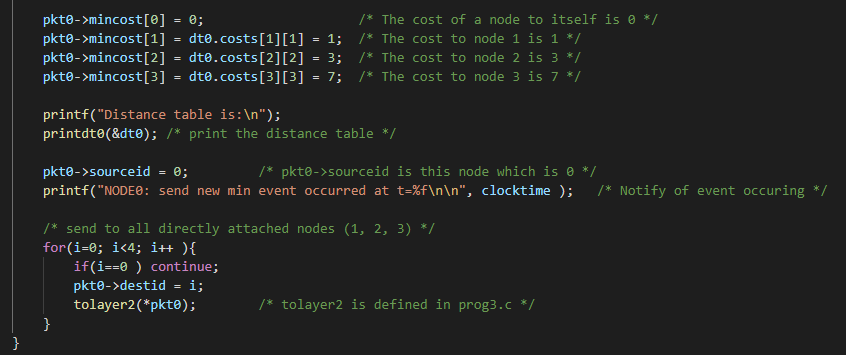 pkt0->mincost[0] = 0;                    /* The cost of a node to itself is 0 */
pkt0->mincost[1] = dt0.costs[1][1] = 1;  /* The cost to node 1 is 1 */
pkt0->mincost[2] = dt0.costs[2][2] = 3;  /* The cost to node 2 is 3 */
pkt0->mincost[3] = dt0.costs[3][3] = 7;  /* The cost to node 3 is 7 */

printf("Distance table is:\n");
printdt0(&dt0); /* print the distance table */

pkt0->sourceid = 0;         /* pkt0->sourceid is this node which is 0 */
printf("NODE0: send new min event occurred at t=%f\n\n", clocktime );   /* Notify of event occuring */

/* send to all directly attached nodes (1, 2, 3) */
for(i=0; i<4; i++ ){
    if(i==0 ) continue;
    pkt0->destid = i;
    tolayer2(*pkt0);        /* tolayer2 is defined in prog3.c */
}
}